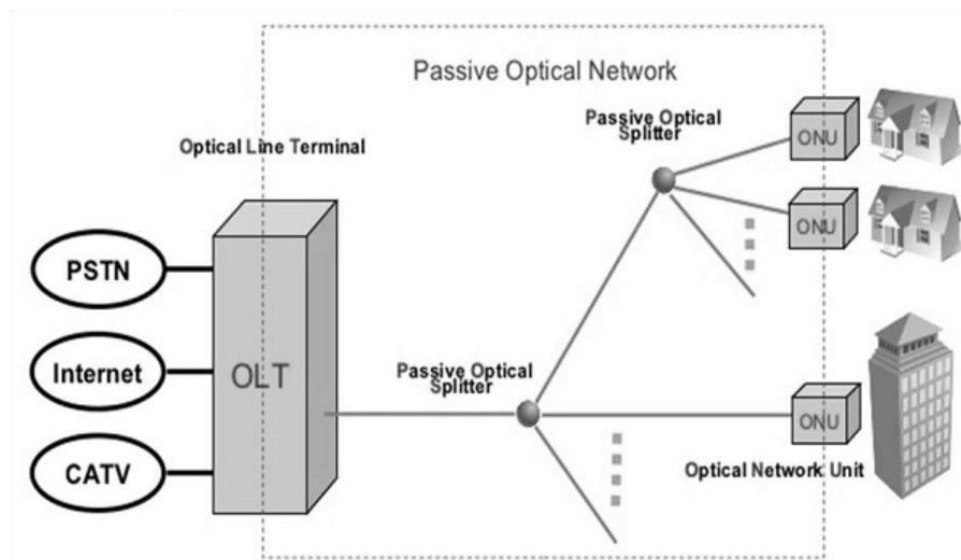 Passive Optical Network
Passive Optical
Splitter
ONU
Optical Line Terminal
ONU
PSTN
Internet
OLT
CATV
Passive Optical
Splitter
ONU
Optical Network Unit